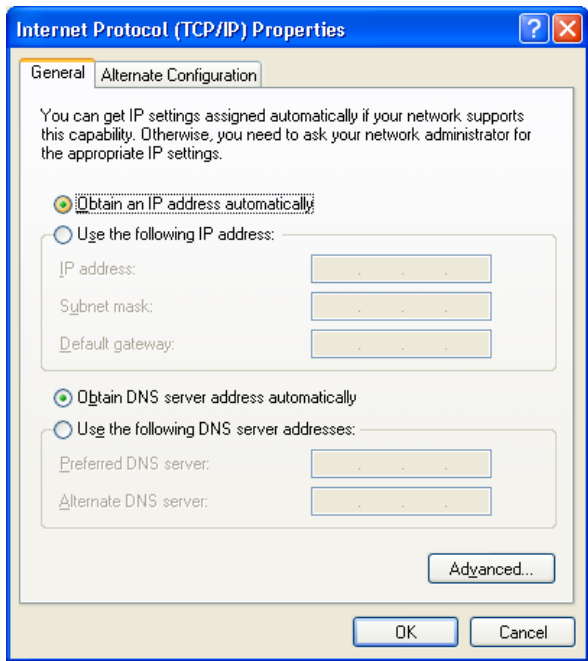 Internet Protocol (TCP/IP) Properties
General
Alternate Configuration
You can get IP settings assigned automatically if your network supports
this capability. Otherwise, you need to ask your network administrator for
the appropriate IP settings.
Obtain an IP address automatically
Use the following IP address:
IP address:
Subnet mask:
Default gateway:
Obtain DNS server address automatically
Use the following DNS server addresses:
Preferred DNS server:
Alternate DNS server:
Advanced...
OK
Cancel